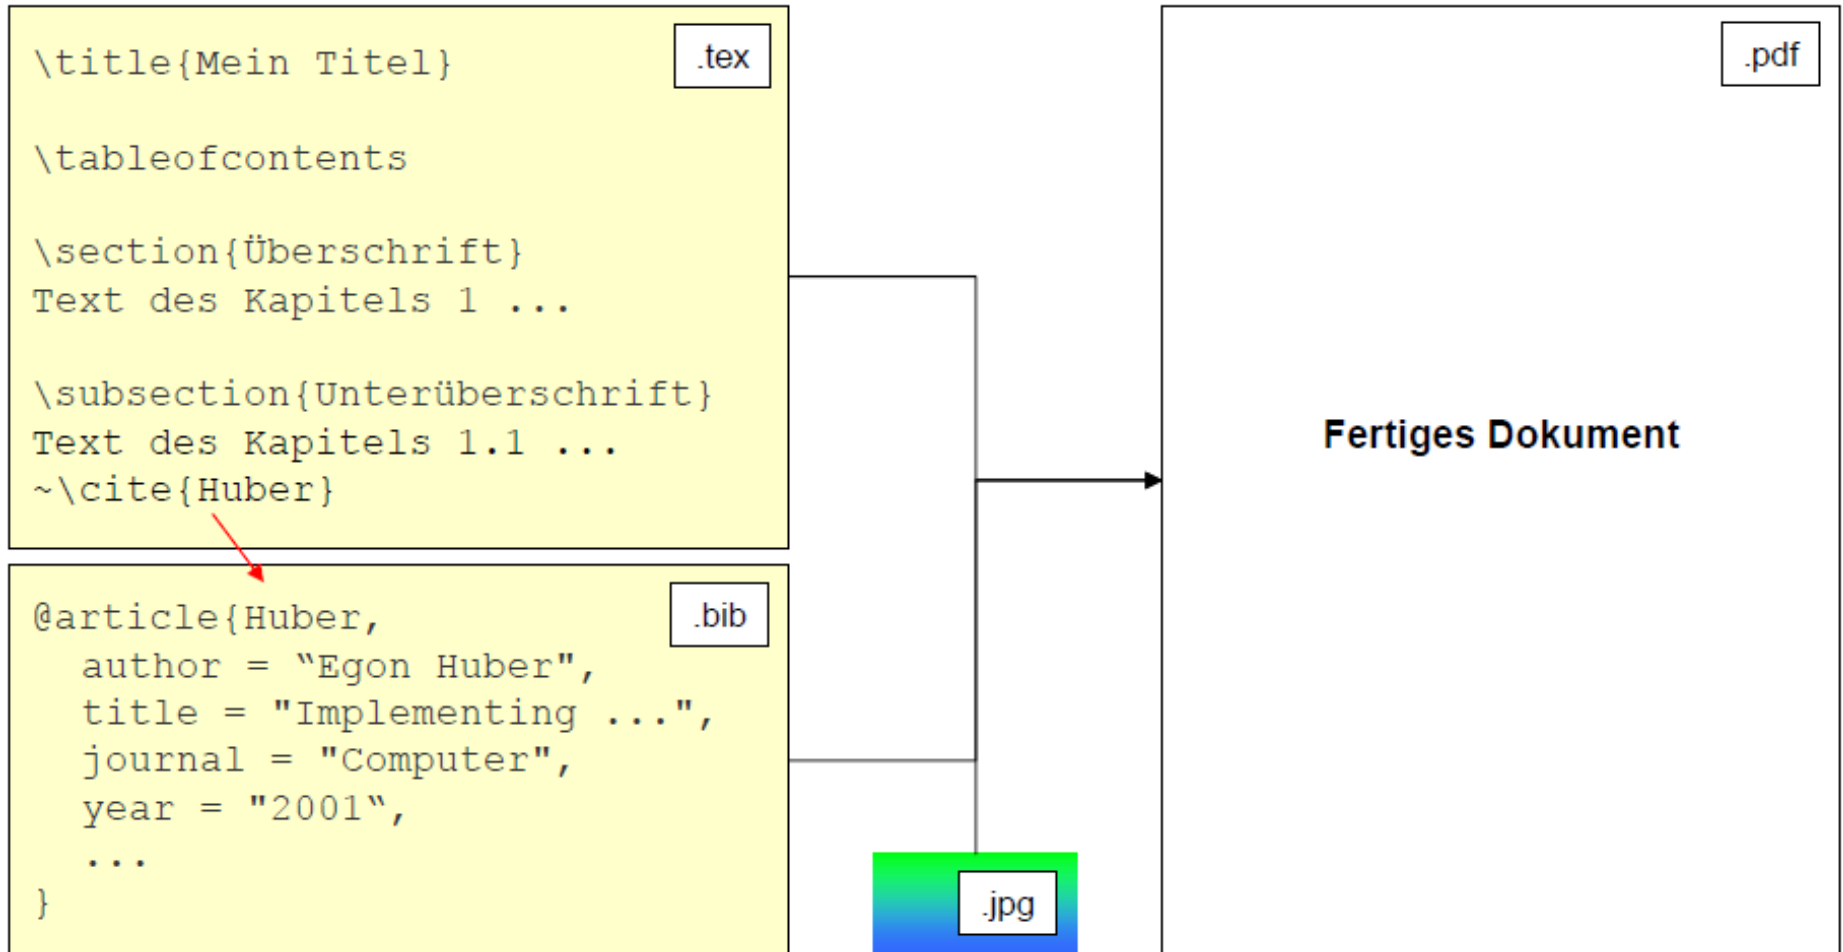 \title{Mein Titel}
.tex
\tableofcontents
\section{Überschrift}
Text des Kapitels 1 ...
\subsection{Unterüberschrift}
Text des Kapitels 1.1 ...
~\cite{Huber}
@article{Huber,
.bib
author = “Egon Huber",
title = "Implementing ...",
journal = "Computer",
year = "2001“,
...
}
.jpg
.pdf
Fertiges Dokument